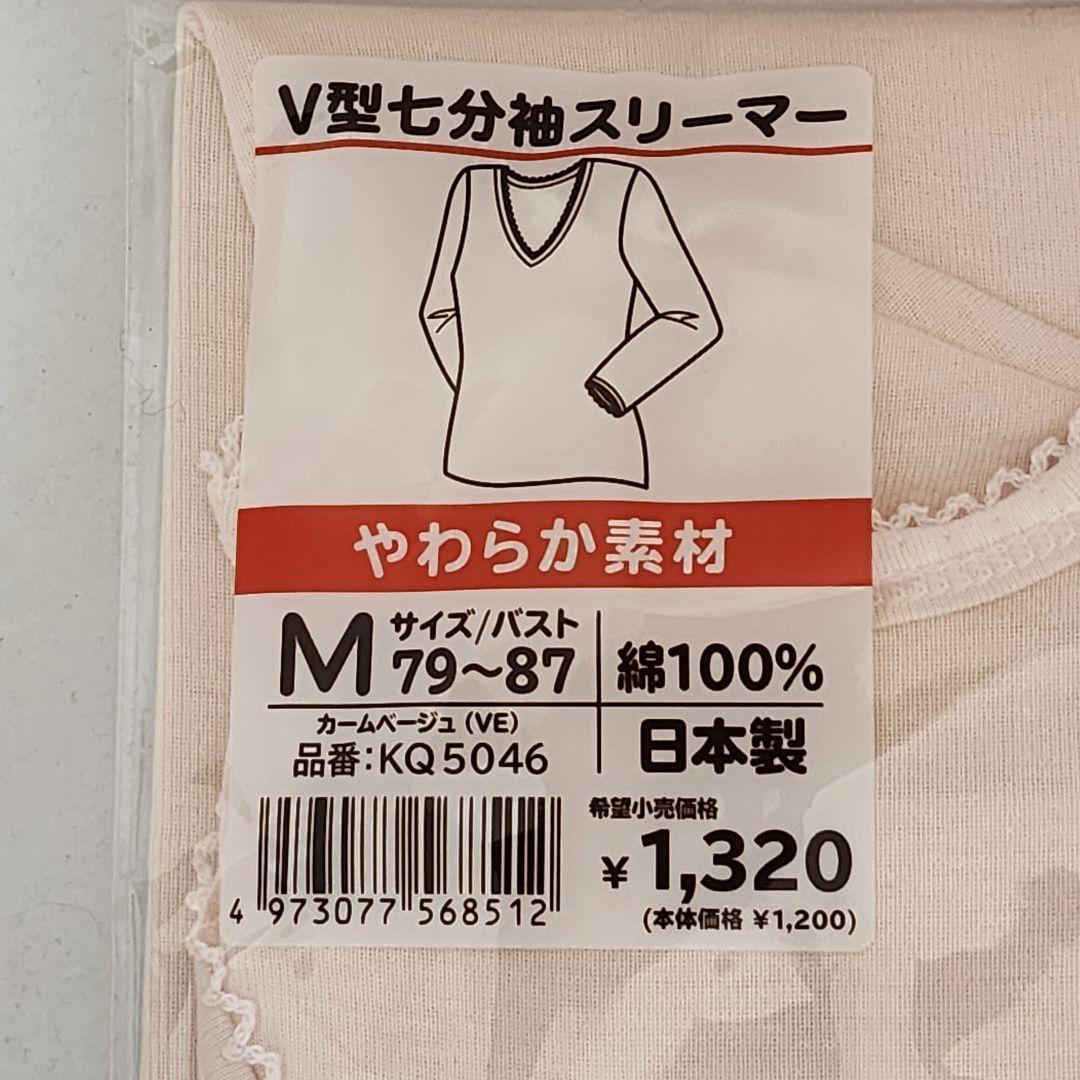 V型七分袖スリーマー
やわらか素材
M サイズ/バスト
79〜87
綿100%
カームベージュ(VE)
品番:KQ5046
日本製
希望小売価格
¥1,320
(本体価格 ¥1,200)
4 973077 568512